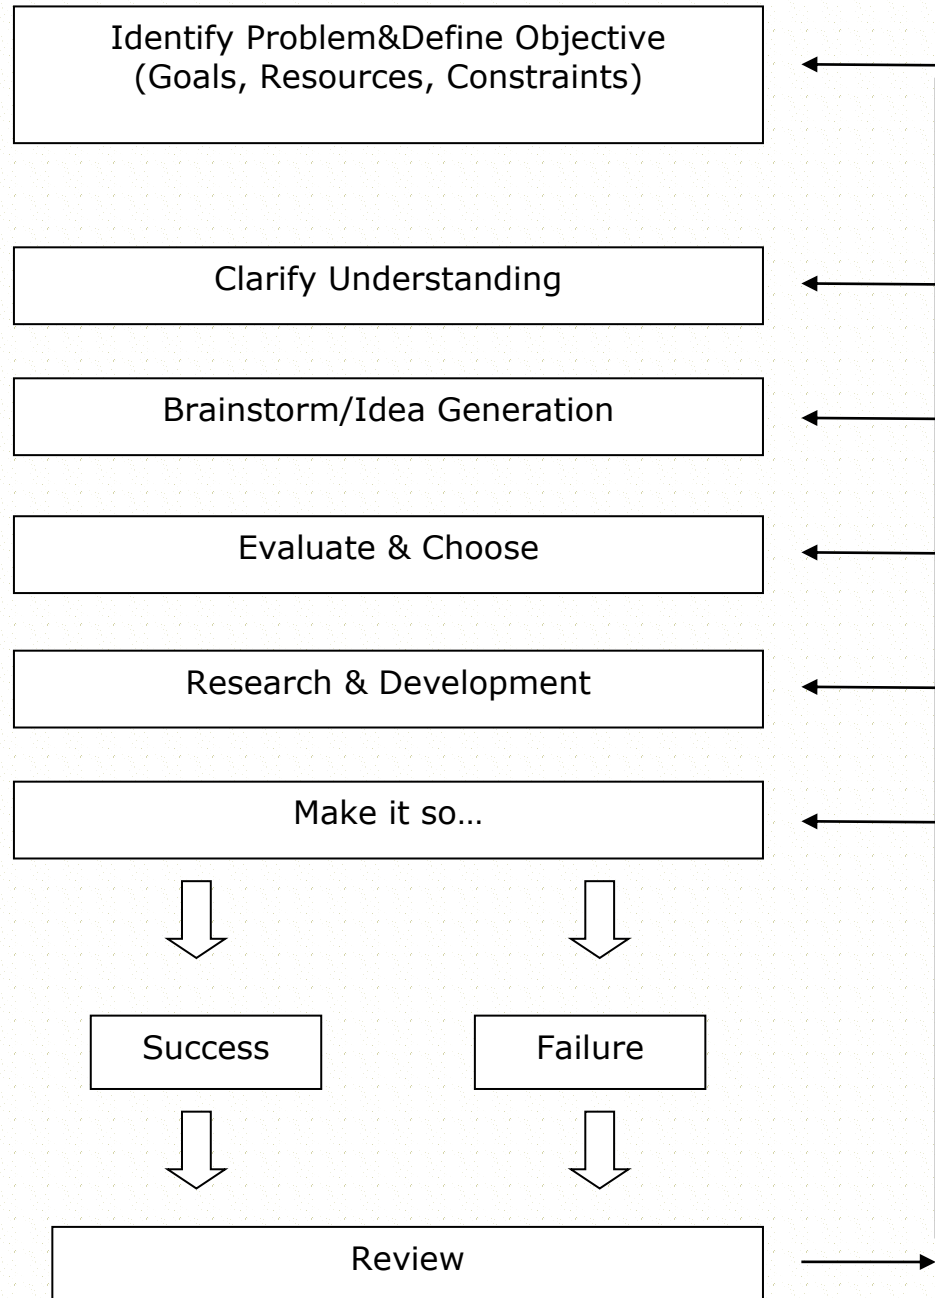 Identify Problem&Define Objective
(Goals, Resources, Constraints)
Clarify Understanding
Brainstorm/Idea Generation
Evaluate & Choose
Research & Development
Make it so…
Success
Failure
Review